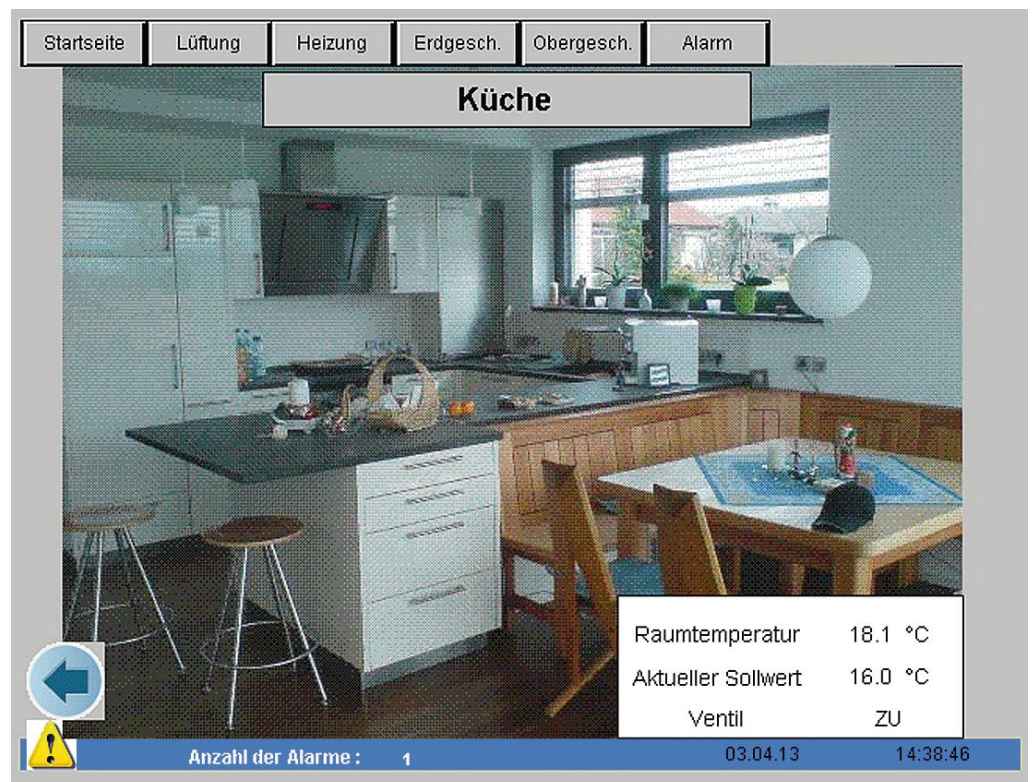 Startseite Lüftung Heizung Erdgesch. Obergesch. Alarm
Küche
Raumtemperatur 18.1 °C
Aktueller Sollwert 16.0 °C
Ventil ZU
Anzahl der Alarme : 1 03.04.13 14:38:46